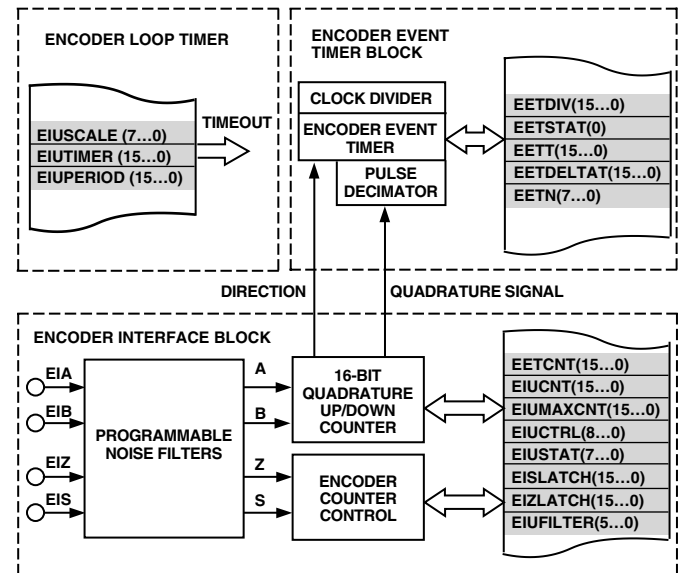 ENCODER LOOP TIMER
EIUSCALE (7...0)
EIUTIMER (15...0)
EIUPERIOD (15...0)
TIMEOUT
ENCODER EVENT
TIMER BLOCK
CLOCK DIVIDER
ENCODER EVENT
TIMER
PULSE
DECIMATOR
EETDIV(15...0)
EETSTAT(0)
EETT(15...0)
EETDELTAT(15...0)
EETN(7...0)
DIRECTION
QUADRATURE SIGNAL
ENCODER INTERFACE BLOCK
EIA
EIB
EIZ
EIS
PROGRAMMABLE
NOISE FILTERS
A
B
Z
S
16-BIT
QUADRATURE
UP/DOWN
COUNTER
ENCODER
COUNTER
CONTROL
EETCNT(15...0)
EIUCNT(15...0)
EIUMAXCNT(15...0)
EIUCTRL(8...0)
EIUSTAT(7...0)
EISLATCH(15...0)
EIZLATCH(15...0)
EIUFILTER(5...0)